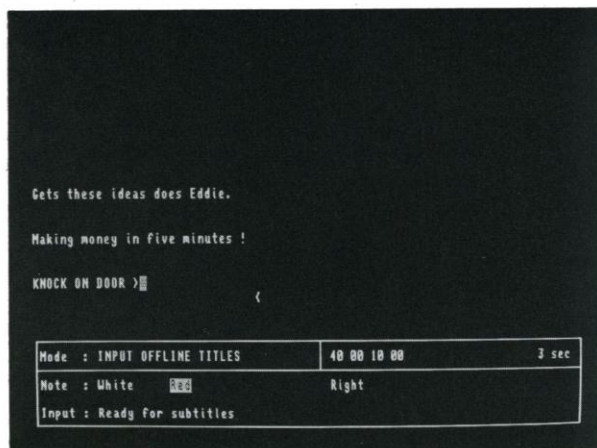 Gets these ideas does Eddie.
Making money in five minutes !
KNOCK ON DOOR >
<
Mode : INPUT OFFLINE TITLES 40 00 10 00 3 sec
Note : White Red Right
Input : Ready for subtitles